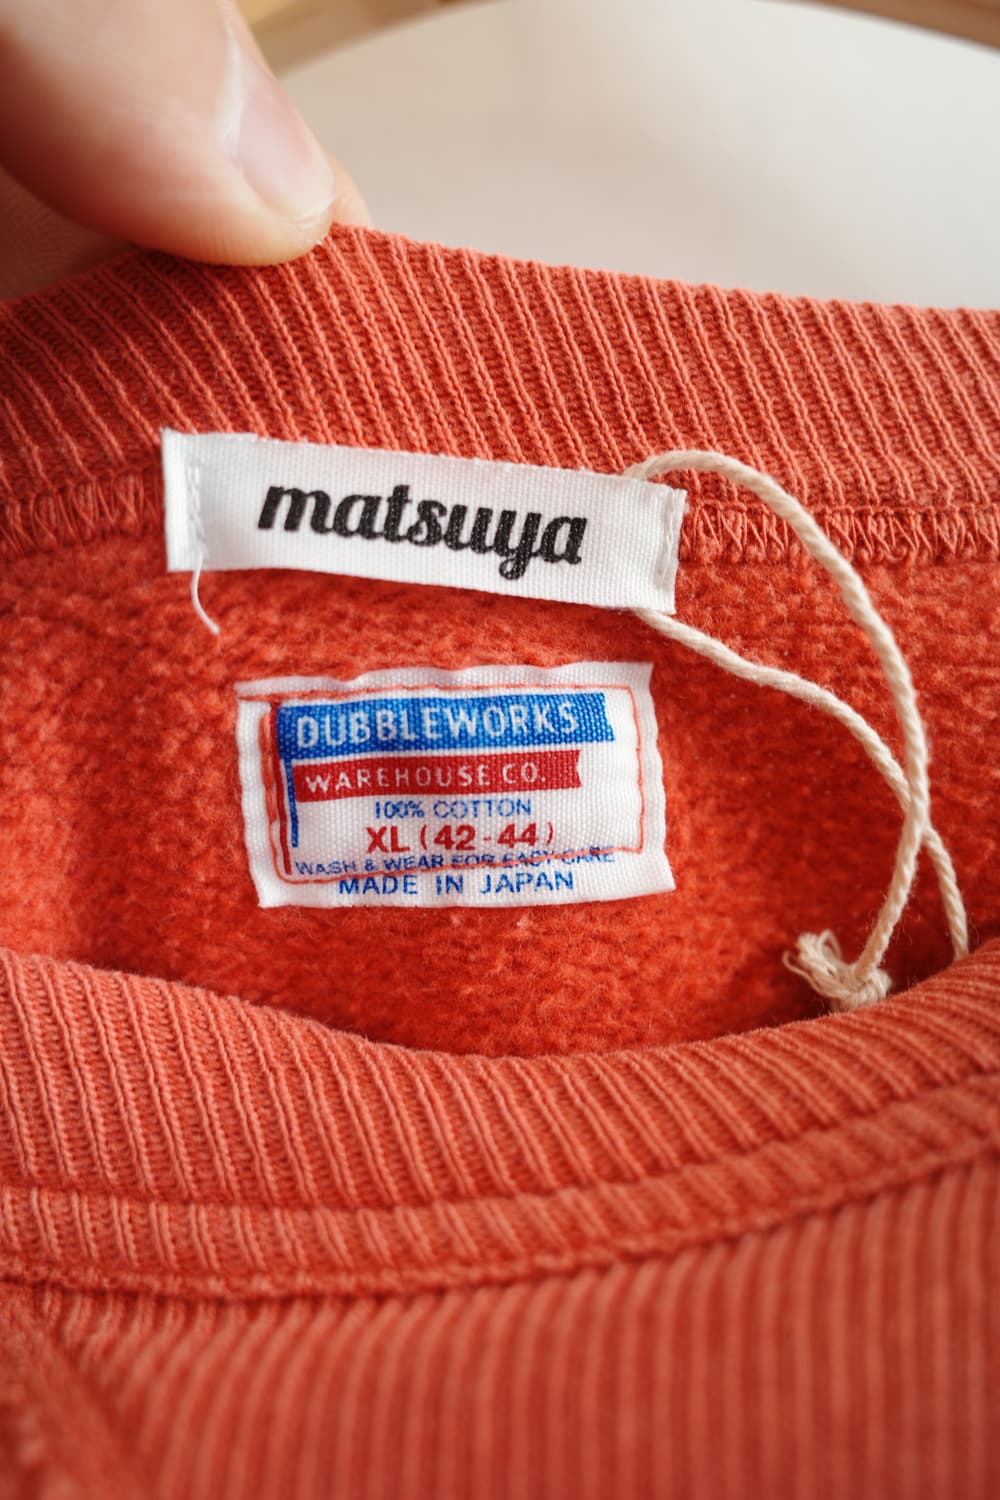 matsuya
DUBBLEWORKS
WAREHOUSE CO.
100% COTTON
XL (42-44)
WASH & WEAR FOR EASY CARE
MADE IN JAPAN